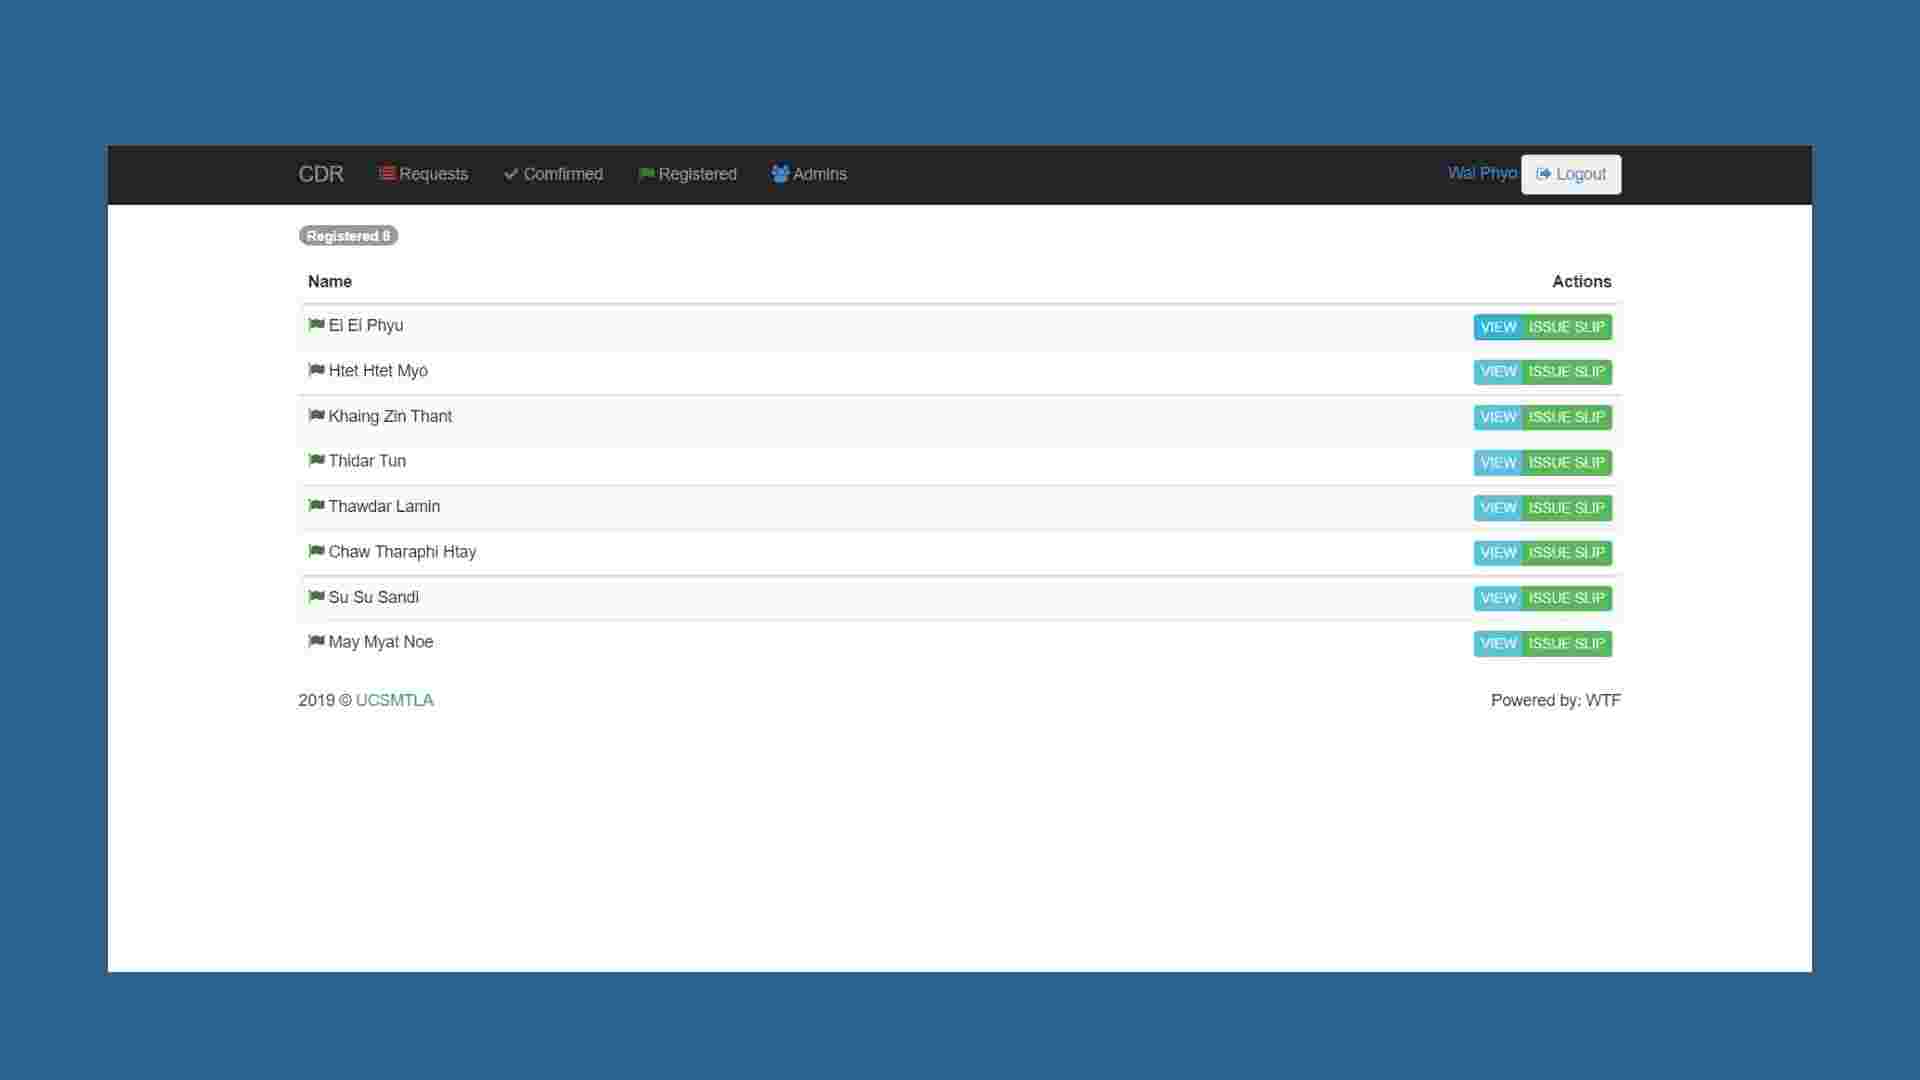 CDR Requests Comfirmed Registered Admins Wai Phyo Logout
Registered 8
Name Actions
Ei Ei Phyu VIEW ISSUE SLIP
Htet Htet Myo VIEW ISSUE SLIP
Khaing Zin Thant VIEW ISSUE SLIP
Thidar Tun VIEW ISSUE SLIP
Thawdar Lamin VIEW ISSUE SLIP
Chaw Tharaphi Htay VIEW ISSUE SLIP
Su Su Sandi VIEW ISSUE SLIP
May Myat Noe VIEW ISSUE SLIP
2019 © UCSMTLA Powered by: WTF